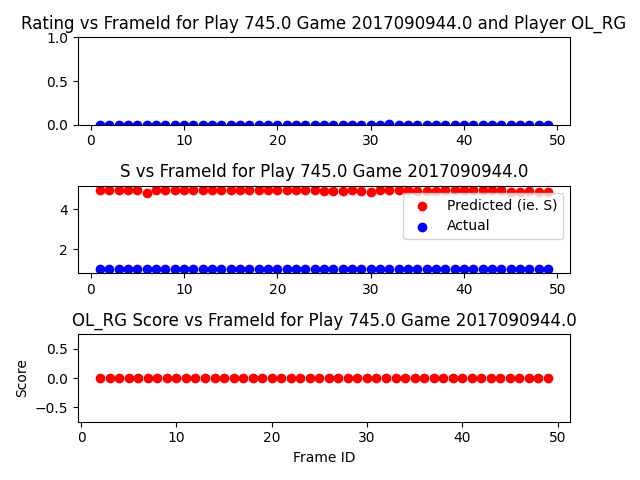 Rating vs FrameId for Play 745.0 Game 2017090944.0 and Player OL_RG
1.0
0.5
0.0
0 10 20 30 40 50
S vs FrameId for Play 745.0 Game 2017090944.0
4
2
Predicted (ie. S)
Actual
0 10 20 30 40 50
OL_RG Score vs FrameId for Play 745.0 Game 2017090944.0
Score
0.5
0.0
−0.5
0 10 20 30 40 50
Frame ID